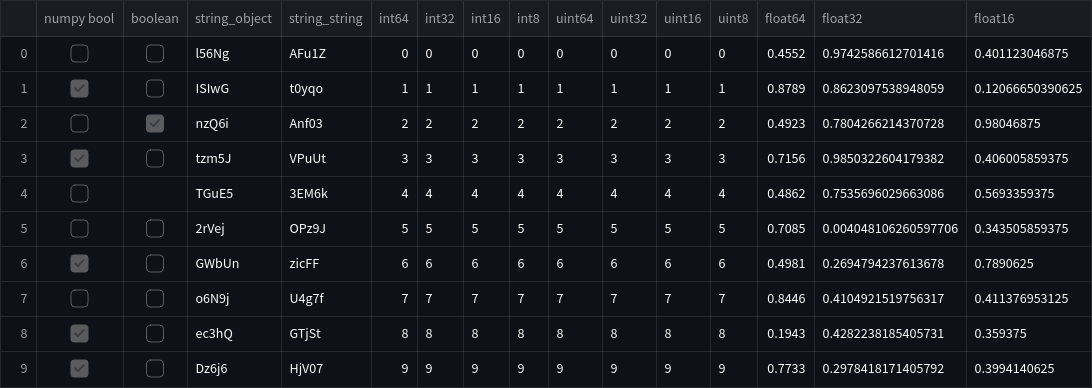 numpy bool boolean string_object string_string int64 int32 int16 int8 uint64 uint32 uint16 uint8 float64 float32 float16
0 l56Ng AFu1Z 0 0 0 0 0 0 0 0 0.4552 0.9742586612701416 0.401123046875
1 ISIwG t0yqo 1 1 1 1 1 1 1 1 0.8789 0.8623097538948059 0.12066650390625
2 nzQ6i Anf03 2 2 2 2 2 2 2 2 0.4923 0.7804266214370728 0.98046875
3 tzm5J VPuUt 3 3 3 3 3 3 3 3 0.7156 0.9850322604179382 0.406005859375
4 TGuE5 3EM6k 4 4 4 4 4 4 4 4 0.4862 0.7535696029663086 0.5693359375
5 2rVej OPz9J 5 5 5 5 5 5 5 5 0.7085 0.004048106260597706 0.343505859375
6 GWbUn zicFF 6 6 6 6 6 6 6 6 0.4981 0.2694794237613678 0.7890625
7 o6N9j U4g7f 7 7 7 7 7 7 7 7 0.8446 0.4104921519756317 0.411376953125
8 ec3hQ GTjSt 8 8 8 8 8 8 8 8 0.1943 0.4282238185405731 0.359375
9 Dz6j6 HjV07 9 9 9 9 9 9 9 9 0.7733 0.2978418171405792 0.3994140625